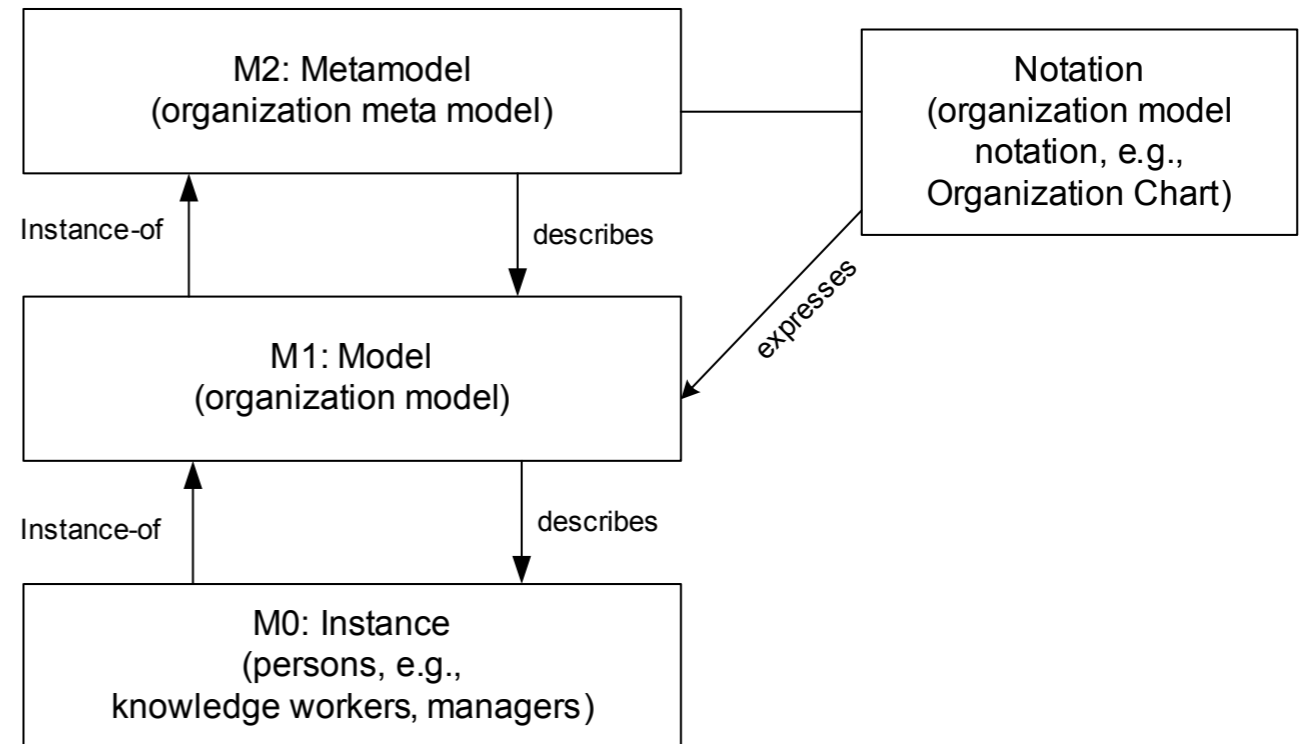 M2: Metamodel
(organization meta model)
Notation
(organization model
notation, e.g.,
Organization Chart)
Instance-of
describes
expresses
M1: Model
(organization model)
Instance-of
describes
M0: Instance
(persons, e.g.,
knowledge workers, managers)